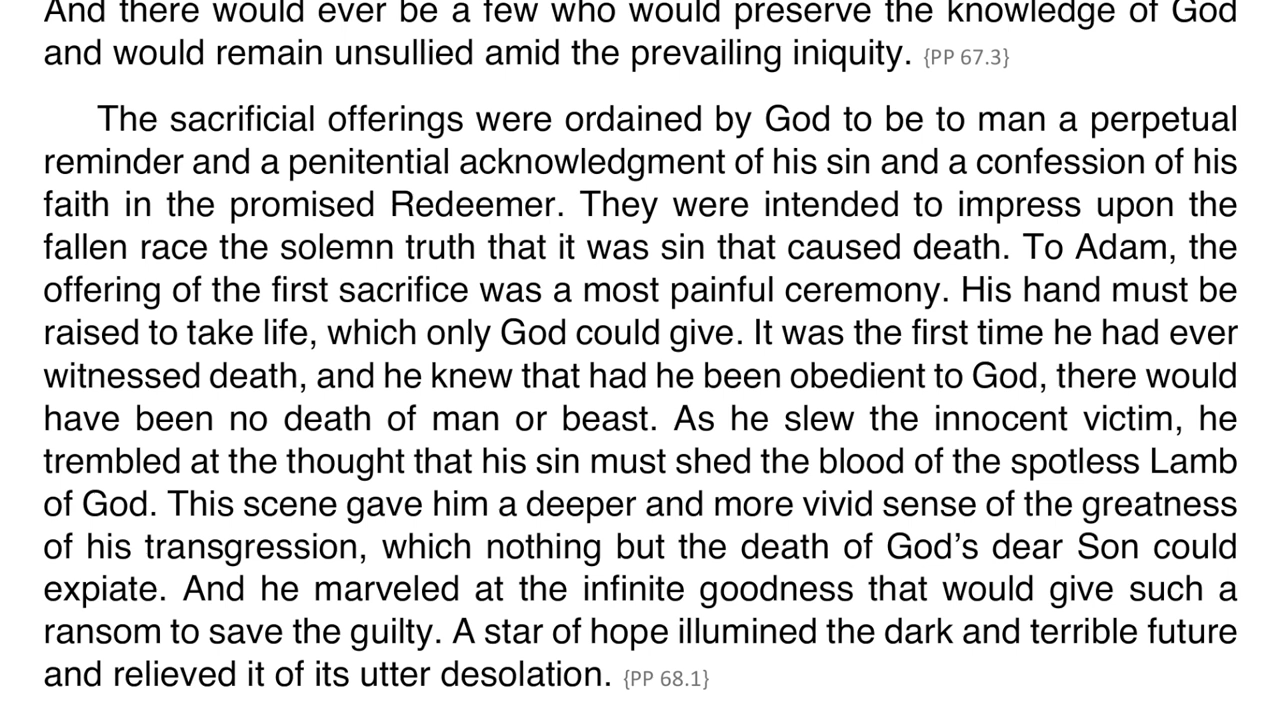 And there would ever be a few who would preserve the knowledge of God
and would remain unsullied amid the prevailing iniquity. {PP 67.3}
The sacrificial offerings were ordained by God to be to man a perpetual
reminder and a penitential acknowledgment of his sin and a confession of his
faith in the promised Redeemer. They were intended to impress upon the
fallen race the solemn truth that it was sin that caused death. To Adam, the
offering of the first sacrifice was a most painful ceremony. His hand must be
raised to take life, which only God could give. It was the first time he had ever
witnessed death, and he knew that had he been obedient to God, there would
have been no death of man or beast. As he slew the innocent victim, he
trembled at the thought that his sin must shed the blood of the spotless Lamb
of God. This scene gave him a deeper and more vivid sense of the greatness
of his transgression, which nothing but the death of God’s dear Son could
expiate. And he marveled at the infinite goodness that would give such a
ransom to save the guilty. A star of hope illumined the dark and terrible future
and relieved it of its utter desolation. {PP 68.1}